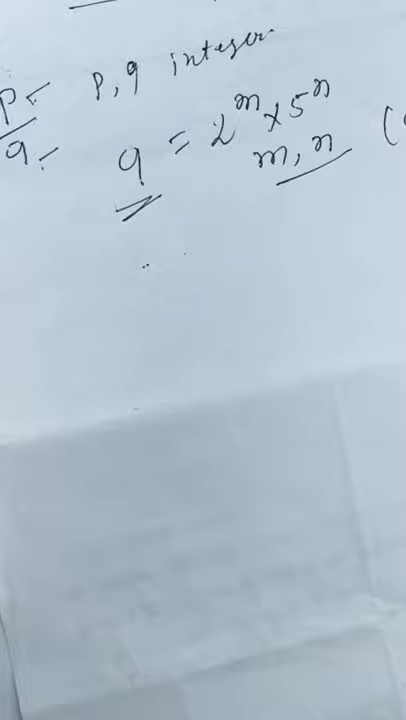 p/q p, q integer
q = 2^m × 5^n (
m, n